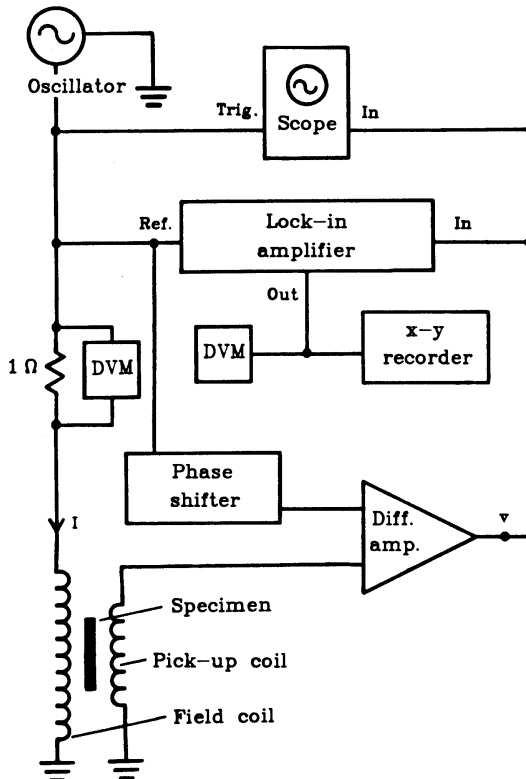 Oscillator
Trig.
Scope
In
Ref.
Lock-in
amplifier
In
Out
1 Ω
DVM
DVM
x-y
recorder
Phase
shifter
I
Diff.
amp.
v
Specimen
Pick-up coil
Field coil